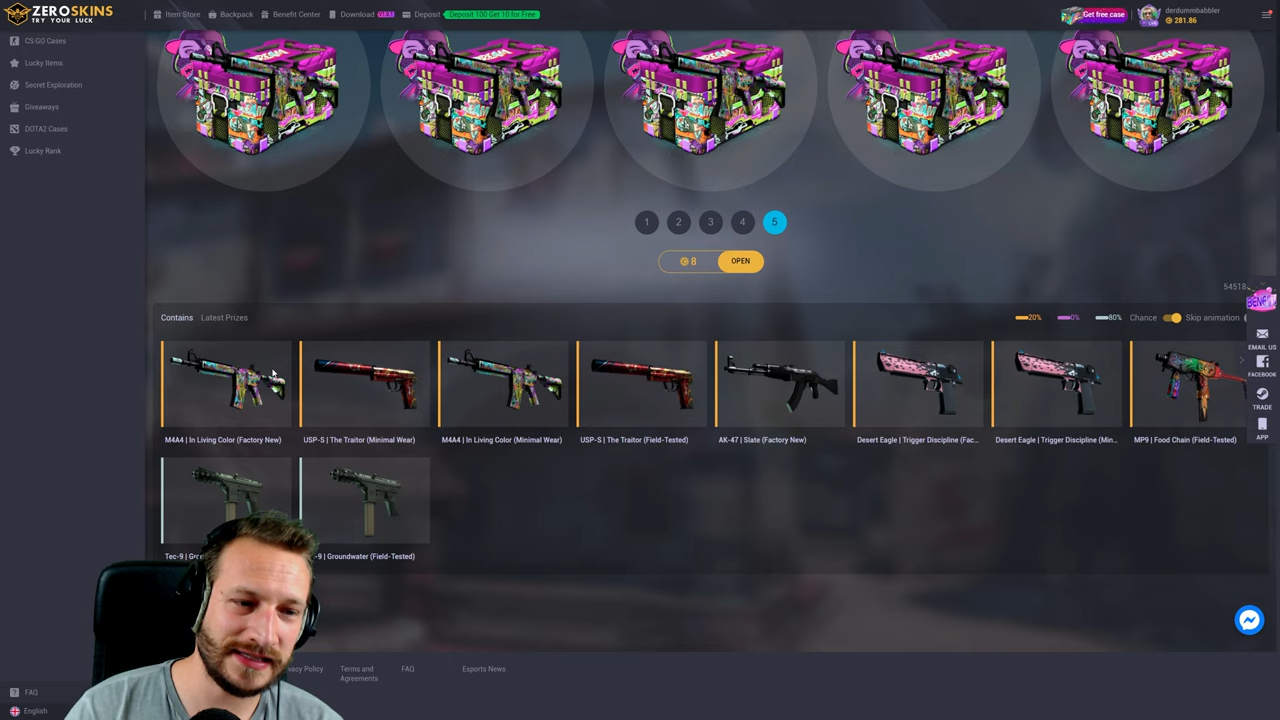 ZEROSKINS
TRY YOUR LUCK
Item Store
Backpack
Benefit Center
Download
Deposit
Deposit 100 Get 10 for Free
Get free case
derdummbabbler
281.86
CS:GO Cases
Lucky Items
Secret Exploration
Giveaways
DOTA2 Cases
Lucky Rank
1 2 3 4 5
8 OPEN
54518
Contains
Latest Prizes
20%
0%
80%
Chance
Skip animation
EMAIL US
FACEBOOK
TRADE
APP
M4A4 | In Living Color (Factory New)
USP-S | The Traitor (Minimal Wear)
M4A4 | In Living Color (Minimal Wear)
USP-S | The Traitor (Field-Tested)
AK-47 | Slate (Factory New)
Desert Eagle | Trigger Discipline (Fac...
Desert Eagle | Trigger Discipline (Min...
MP9 | Food Chain (Field-Tested)
Tec-9 |
-9 | Groundwater (Field-Tested)
vacy Policy
Terms and
Agreements
FAQ
Esports News
FAQ
English